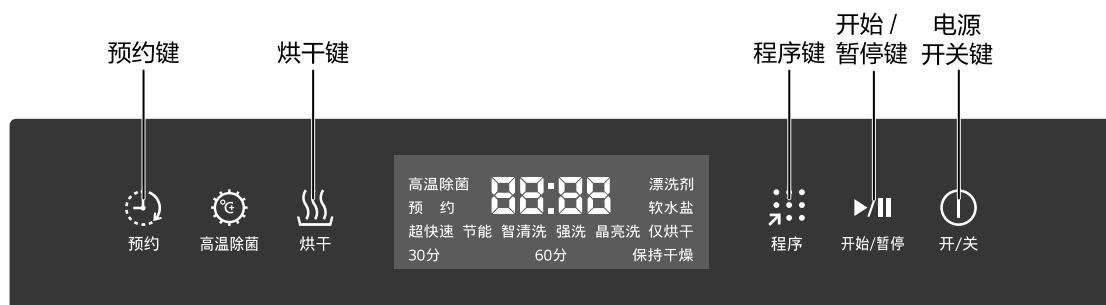 预约键
烘干键
程序键
开始 /
暂停键
电源
开关键
高温除菌 88:88 漂洗剂
预 约 软水盐
超快速 节能 智清洗 强洗 晶亮洗 仅烘干
30分 60分 保持干燥
预约
高温除菌
烘干
程序
开始/暂停
开/关